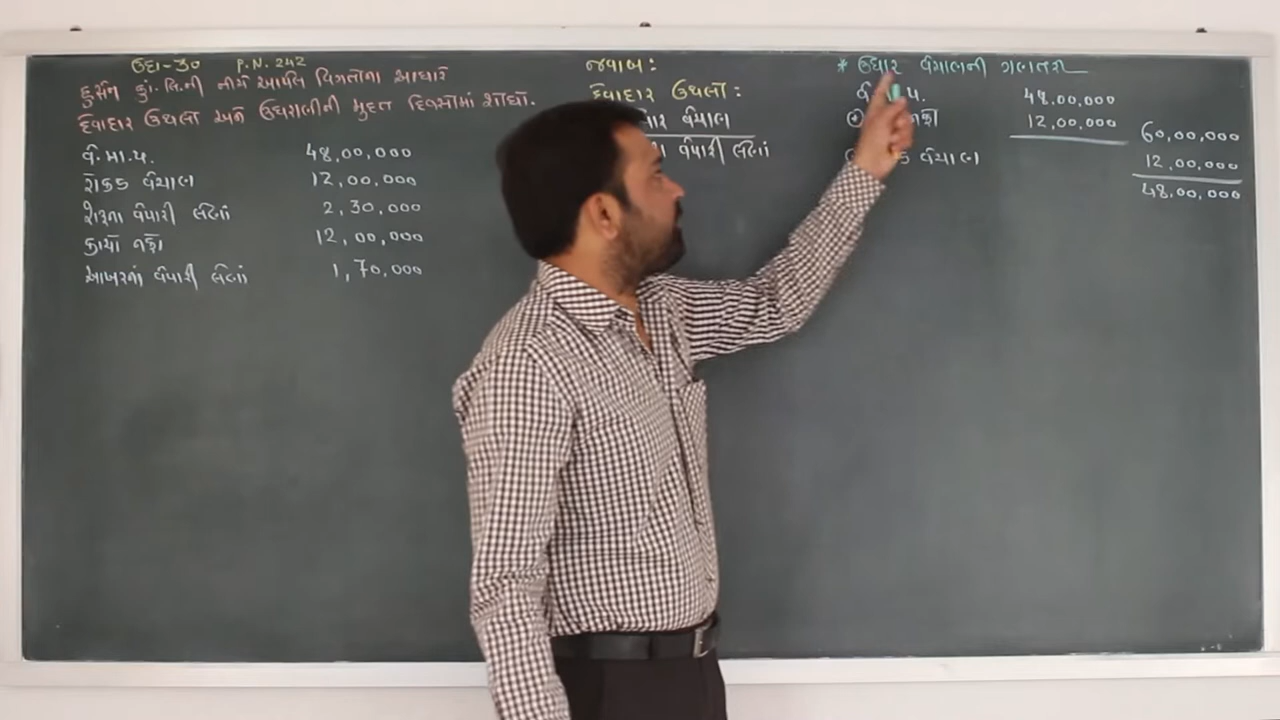 ઉદા-30 P.N. 242
કુસુમ કું. લિ.ની નીચે આપેલ વિગતોના આધારે
દેવાદાર ઉથલો અને ઉઘરાણીની મુદત દિવસોમાં શોધો.
વે.મા.પ. 48,00,000
રોકડ વેચાણ 12,00,000
શરૂના વેપારી લેણાં 2,30,000
કાચો નફો 12,00,000
આખરનાં વેપારી લેણાં 1,70,000
જવાબ :
દેવાદાર ઉથલો :
વેચાણ
વેપારી લેણાં
* ઉધાર વેચાણની ગણતરી
48,00,000
12,00,000 60,00,000
વેચાણ 12,00,000
48,00,000